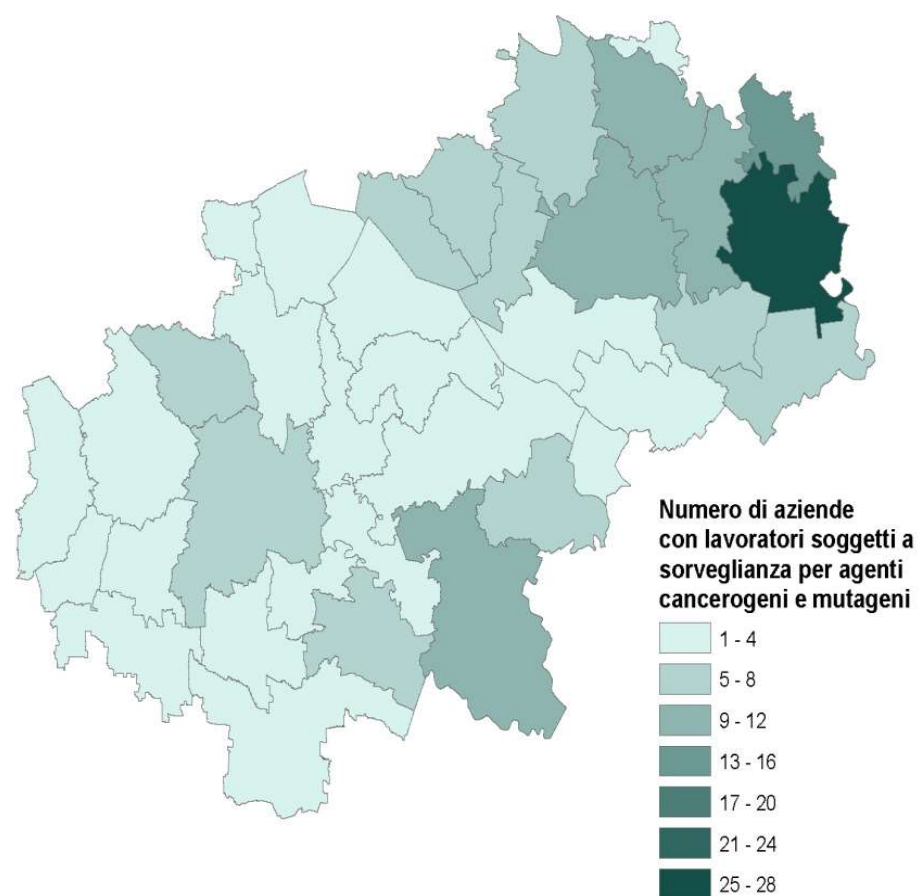 Numero di aziende
con lavoratori soggetti a
sorveglianza per agenti
cancerogeni e mutageni
1 - 4
5 - 8
9 - 12
13 - 16
17 - 20
21 - 24
25 - 28